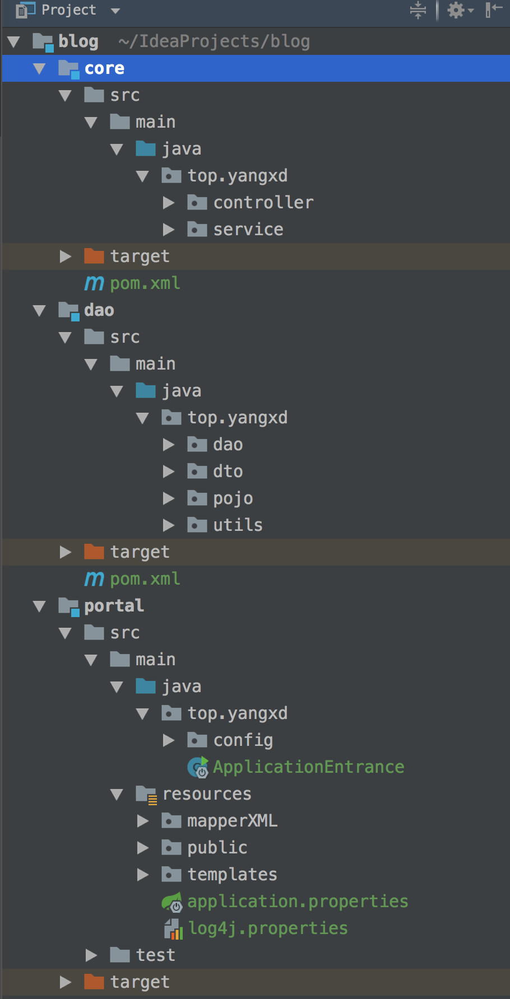 Project
blog ~/IdeaProjects/blog
core
src
main
java
top.yangxd
controller
service
target
pom.xml
dao
src
main
java
top.yangxd
dao
dto
pojo
utils
target
pom.xml
portal
src
main
java
top.yangxd
config
ApplicationEntrance
resources
mapperXML
public
templates
application.properties
log4j.properties
test
target